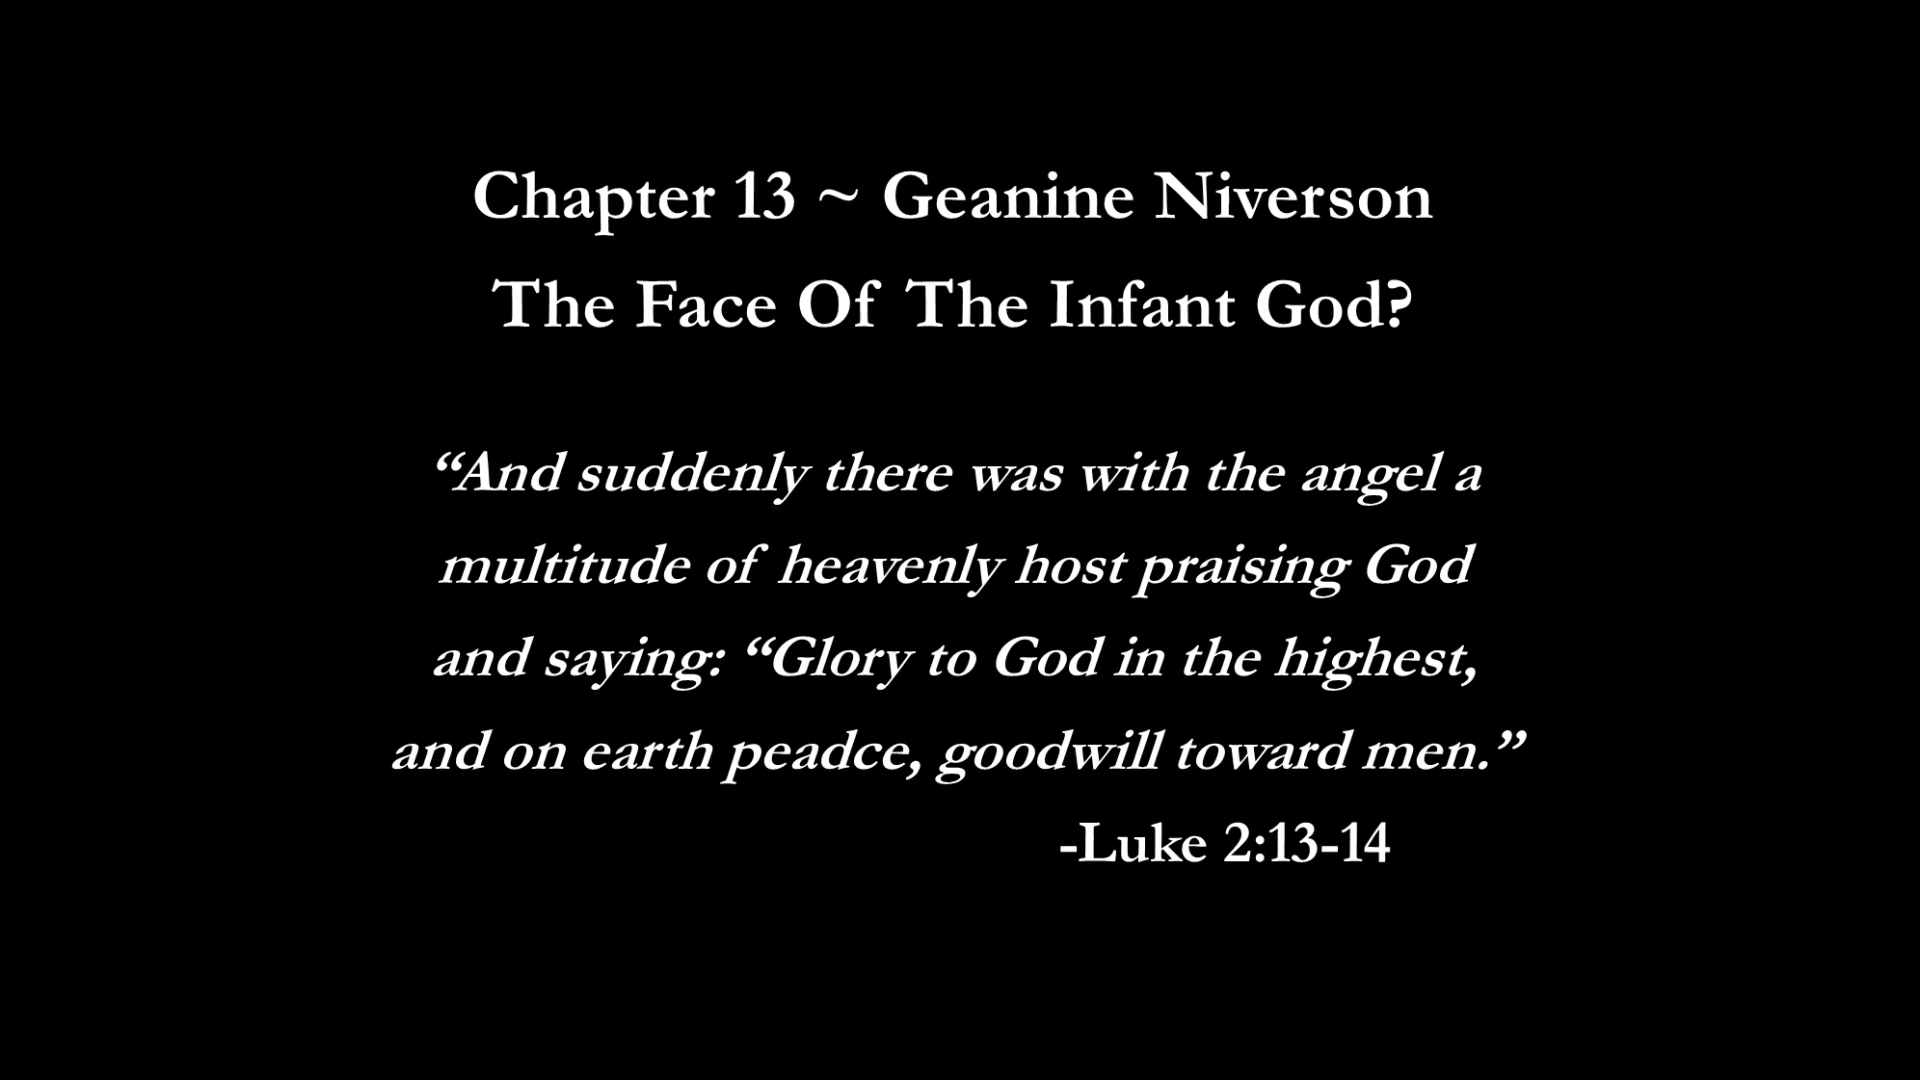 Chapter 13 ~ Geanine Niverson
The Face Of The Infant God?
“And suddenly there was with the angel a
multitude of heavenly host praising God
and saying: “Glory to God in the highest,
and on earth peadce, goodwill toward men.”
-Luke 2:13-14